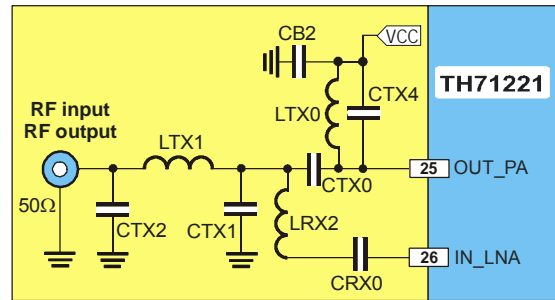 CB2
VCC
TH71221
RF input
RF output
LTX1
LTX0
CTX4
50Ω
CTX2
CTX1
LRX2
CTX0
25
OUT_PA
CRX0
26
IN_LNA